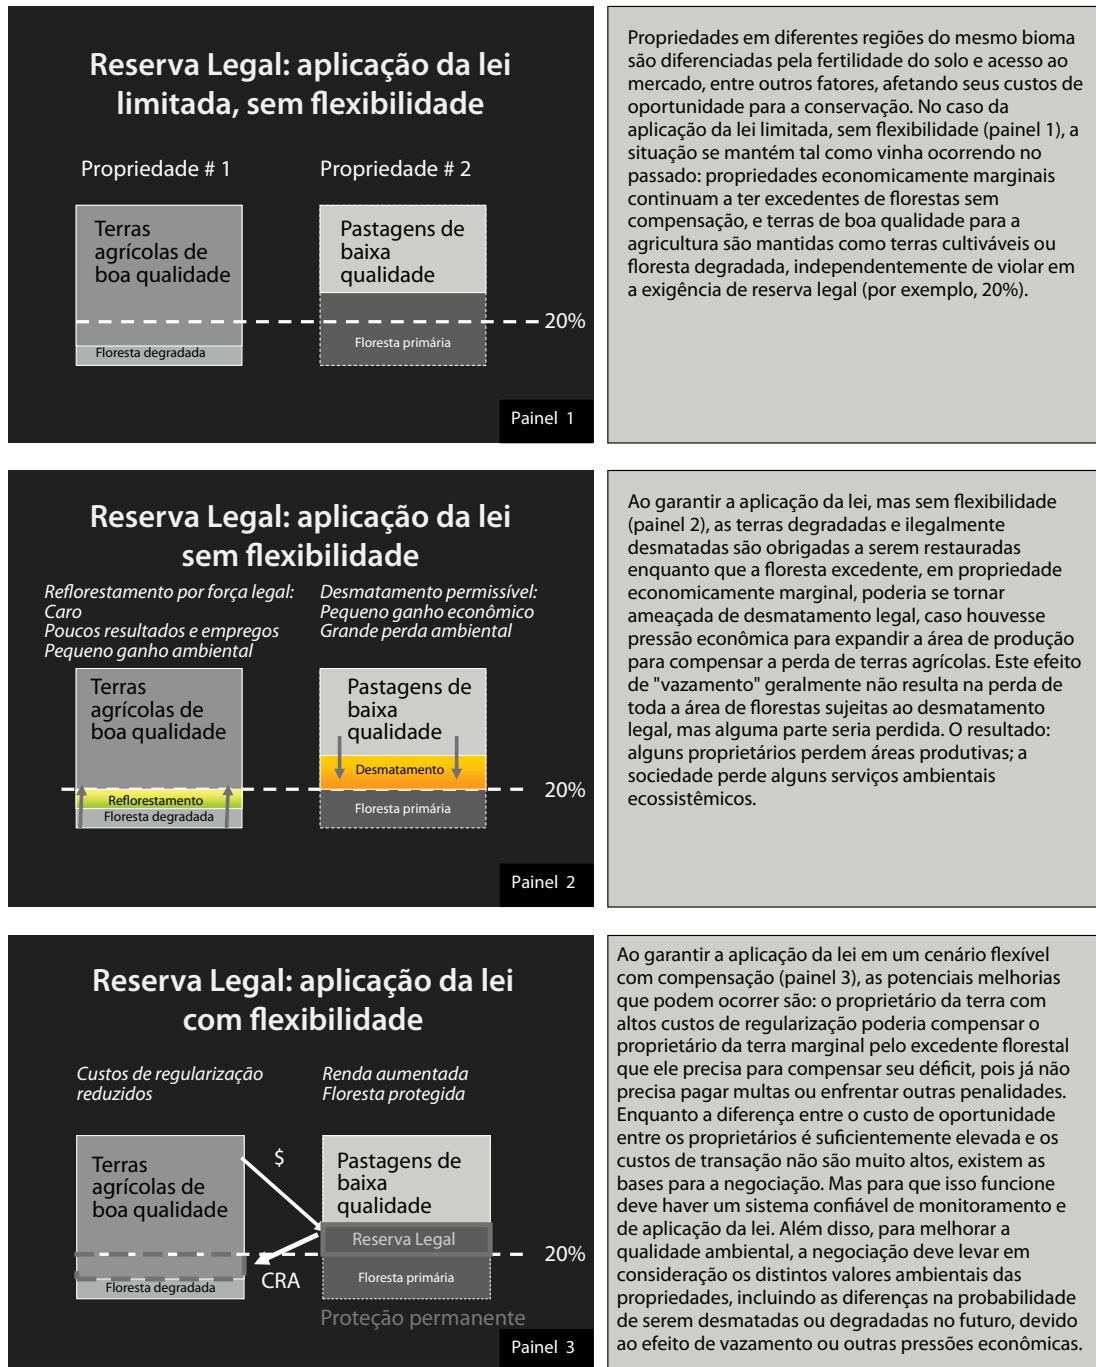 Reserva Legal: aplicação da lei
limitada, sem flexibilidade
Propriedade # 1
Propriedade # 2
Terras
agrícolas de
boa qualidade
Pastagens de
baixa
qualidade
20%
Floresta degradada
Floresta primária
Painel 1
Propriedades em diferentes regiões do mesmo bioma
são diferenciadas pela fertilidade do solo e acesso ao
mercado, entre outros fatores, afetando seus custos de
oportunidade para a conservação. No caso da
aplicação da lei limitada, sem flexibilidade (painel 1), a
situação se mantém tal como vinha ocorrendo no
passado: propriedades economicamente marginais
continuam a ter excedentes de florestas sem
compensação, e terras de boa qualidade para a
agricultura são mantidas como terras cultiváveis ou
floresta degradada, independentemente de violar em
a exigência de reserva legal (por exemplo, 20%).
Reserva Legal: aplicação da lei
sem flexibilidade
Reflorestamento por força legal:
Caro
Poucos resultados e empregos
Pequeno ganho ambiental
Desmatamento permissível:
Pequeno ganho econômico
Grande perda ambiental
Terras
agrícolas de
boa qualidade
Pastagens de
baixa
qualidade
Desmatamento
20%
Reflorestamento
Floresta degradada
Floresta primária
Painel 2
Ao garantir a aplicação da lei, mas sem flexibilidade
(painel 2), as terras degradadas e ilegalmente
desmatadas são obrigadas a serem restauradas
enquanto que a floresta excedente, em propriedade
economicamente marginal, poderia se tornar
ameaçada de desmatamento legal, caso houvesse
pressão econômica para expandir a área de produção
para compensar a perda de terras agrícolas. Este efeito
de "vazamento" geralmente não resulta na perda de
toda a área de florestas sujeitas ao desmatamento
legal, mas alguma parte seria perdida. O resultado:
alguns proprietários perdem áreas produtivas; a
sociedade perde alguns serviços ambientais
ecossistêmicos.
Reserva Legal: aplicação da lei
com flexibilidade
Custos de regularização
reduzidos
Renda aumentada
Floresta protegida
Terras
agrícolas de
boa qualidade
$
Pastagens de
baixa
qualidade
Reserva Legal
20%
CRA
Floresta degradada
Floresta primária
Proteção permanente
Painel 3
Ao garantir a aplicação da lei em um cenário flexível
com compensação (painel 3), as potenciais melhorias
que podem ocorrer são: o proprietário da terra com
altos custos de regularização poderia compensar o
proprietário da terra marginal pelo excedente florestal
que ele precisa para compensar seu déficit, pois já não
precisa pagar multas ou enfrentar outras penalidades.
Enquanto a diferença entre o custo de oportunidade
entre os proprietários é suficientemente elevada e os
custos de transação não são muito altos, existem as
bases para a negociação. Mas para que isso funcione
deve haver um sistema confiável de monitoramento e
de aplicação da lei. Além disso, para melhorar a
qualidade ambiental, a negociação deve levar em
consideração os distintos valores ambientais das
propriedades, incluindo as diferenças na probabilidade
de serem desmatadas ou degradadas no futuro, devido
ao efeito de vazamento ou outras pressões econômicas.